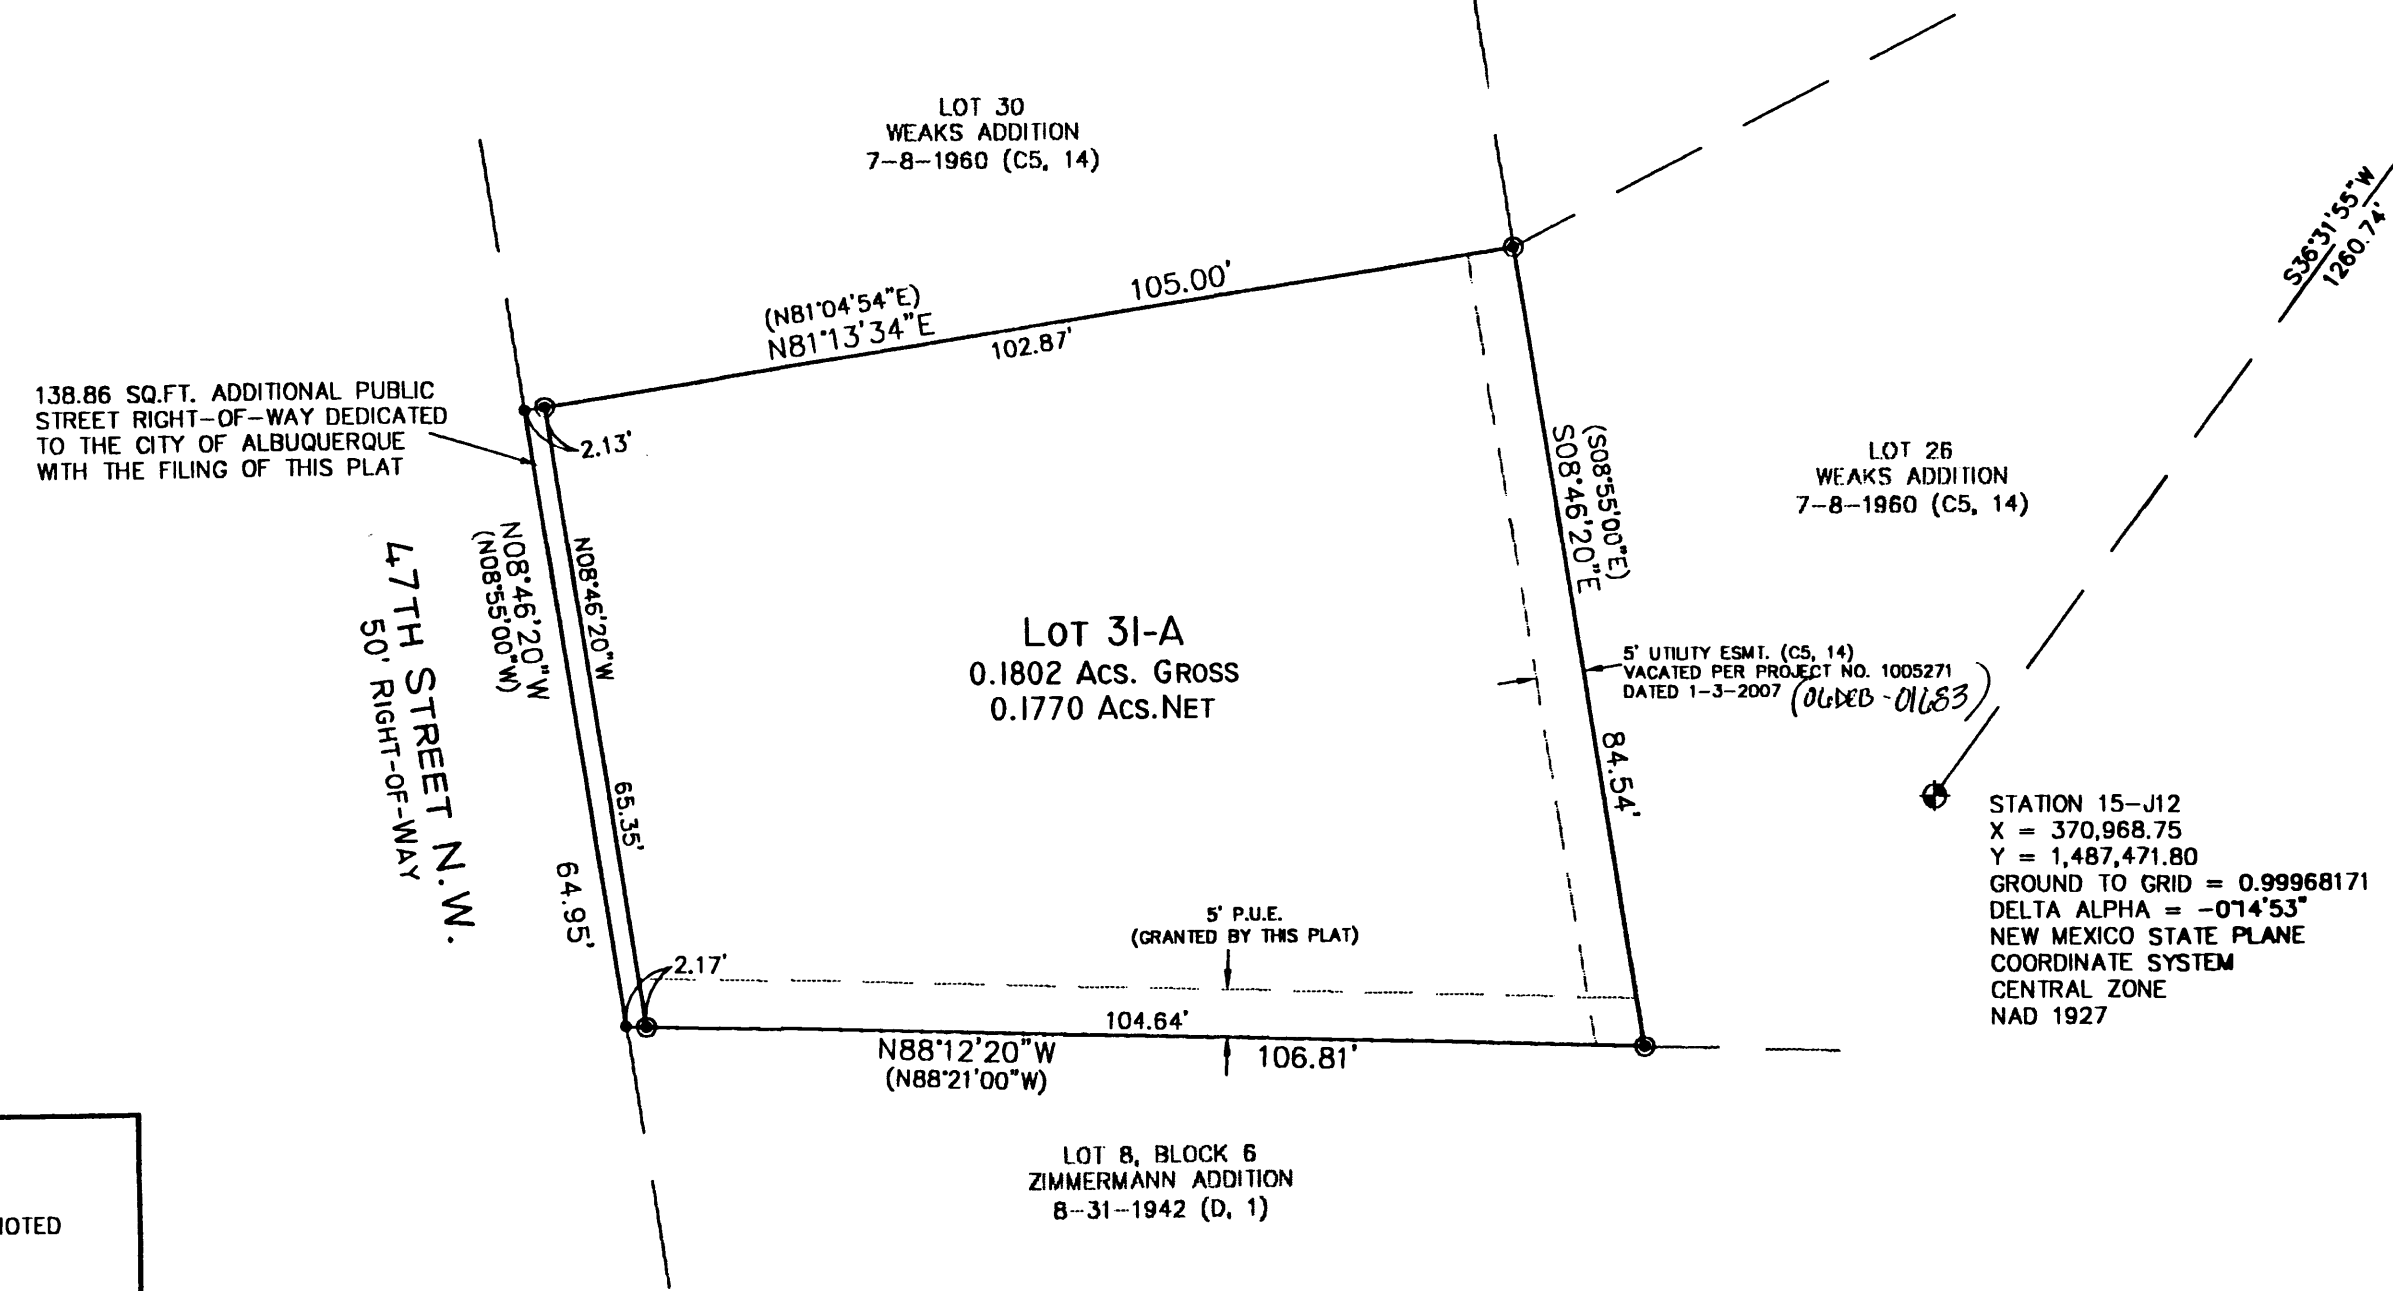 LOT 30
WEAKS ADDITION
7-8-1960 (C5, 14)
S36°31'55"W
1260.74'
(N81°04'54"E)
N81°13'34"E
105.00'
102.87'
138.86 SQ.FT. ADDITIONAL PUBLIC
STREET RIGHT-OF-WAY DEDICATED
TO THE CITY OF ALBUQUERQUE
WITH THE FILING OF THIS PLAT
2.13'
(S08°55'00"E)
S08°46'20"E
84.54'
LOT 26
WEAKS ADDITION
7-8-1960 (C5, 14)
47TH STREET N.W.
50' RIGHT-OF-WAY
N08°46'20"W
(N08°55'00"W)
64.95'
N08°46'20"W
65.35'
LOT 31-A
0.1802 ACS. GROSS
0.1770 ACS.NET
5' UTILITY ESMT. (C5, 14)
VACATED PER PROJECT NO. 1005271
DATED 1-3-2007 (06DEB-01683)
STATION 15-J12
X = 370,968.75
Y = 1,487,471.80
GROUND TO GRID = 0.99968171
DELTA ALPHA = -0°14'53"
NEW MEXICO STATE PLANE
COORDINATE SYSTEM
CENTRAL ZONE
NAD 1927
5' P.U.E.
(GRANTED BY THIS PLAT)
2.17'
104.64'
N88°12'20"W
(N88°21'00"W)
106.81'
LOT 8, BLOCK 6
ZIMMERMANN ADDITION
8-31-1942 (D, 1)